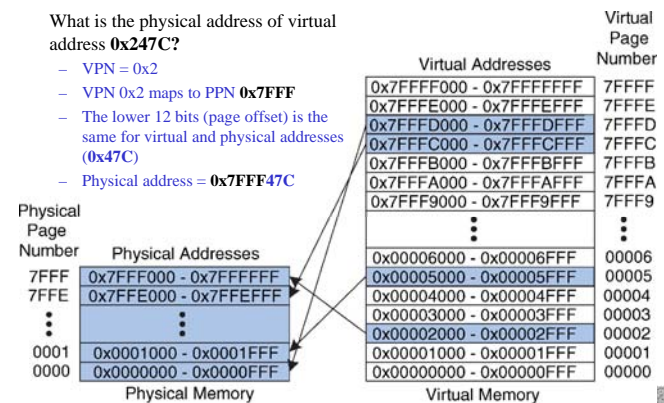 What is the physical address of virtual
address 0x247C?
– VPN = 0x2
– VPN 0x2 maps to PPN 0x7FFF
– The lower 12 bits (page offset) is the
same for virtual and physical addresses
(0x47C)
– Physical address = 0x7FFF47C
Virtual
Page
Number
Virtual Addresses
0x7FFFF000 - 0x7FFFFFFF 7FFFF
0x7FFFE000 - 0x7FFFEFFF 7FFFE
0x7FFFD000 - 0x7FFFDFFF 7FFFD
0x7FFFC000 - 0x7FFFCFFF 7FFFC
0x7FFFB000 - 0x7FFFBFFF 7FFFB
0x7FFFA000 - 0x7FFFAFFF 7FFFA
0x7FFF9000 - 0x7FFF9FFF 7FFF9
0x00006000 - 0x00006FFF 00006
0x00005000 - 0x00005FFF 00005
0x00004000 - 0x00004FFF 00004
0x00003000 - 0x00003FFF 00003
0x00002000 - 0x00002FFF 00002
0x00001000 - 0x00001FFF 00001
0x00000000 - 0x00000FFF 00000
Virtual Memory
Physical
Page
Number
Physical Addresses
7FFF 0x7FFF000 - 0x7FFFFFF
7FFE 0x7FFE000 - 0x7FFEFFF
0001 0x0001000 - 0x0001FFF
0000 0x0000000 - 0x0000FFF
Physical Memory